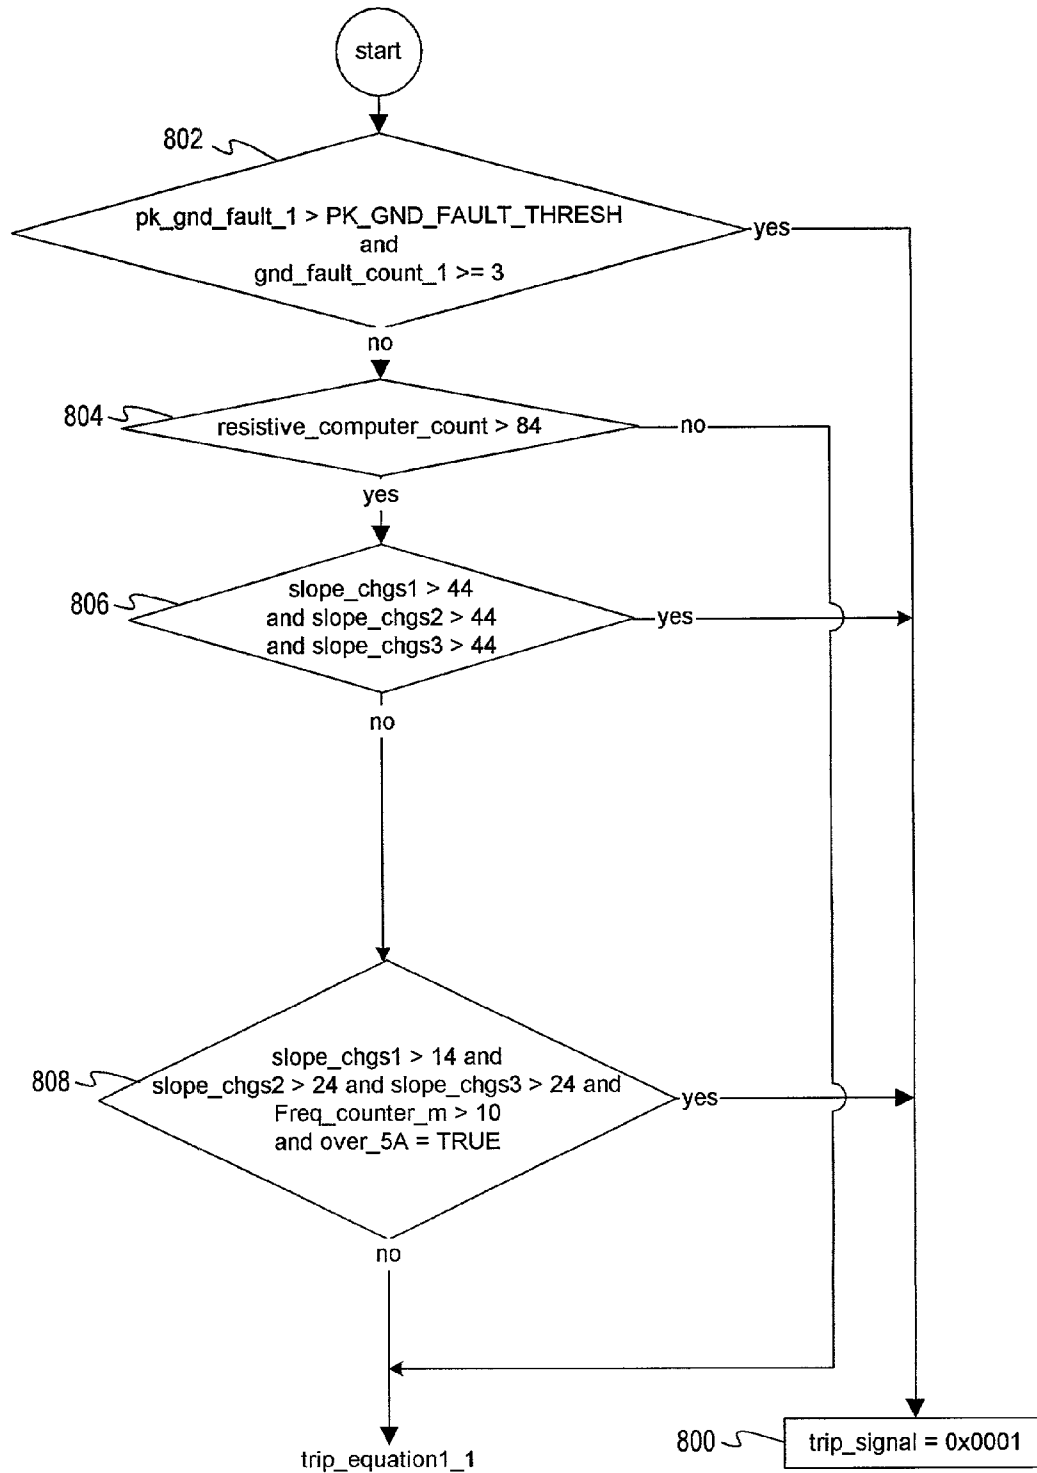 start
802
pk_gnd_fault_1 > PK_GND_FAULT_THRESH
and
gnd_fault_count_1 >= 3
yes
no
804
resistive_computer_count > 84
no
yes
806
slope_chgs1 > 44
and slope_chgs2 > 44
and slope_chgs3 > 44
yes
no
808
slope_chgs1 > 14 and
slope_chgs2 > 24 and slope_chgs3 > 24 and
Freq_counter_m > 10
and over_5A = TRUE
yes
no
trip_equation1_1
800
trip_signal = 0x0001